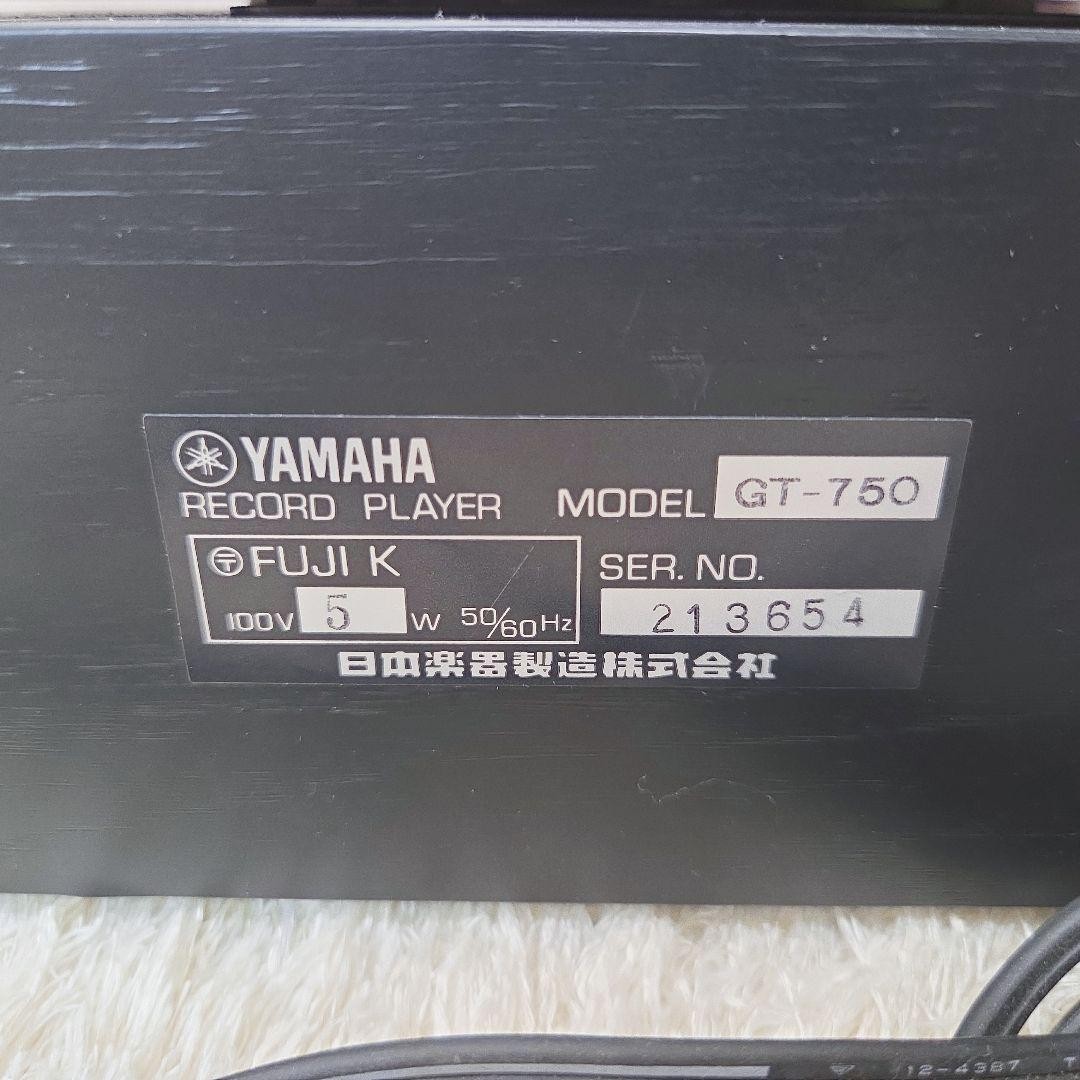 YAMAHA
RECORD PLAYER MODEL GT-750
〒 FUJI K
100V 5 W 50/60Hz
SER. NO.
213654
日本楽器製造株式会社
12-4387 T